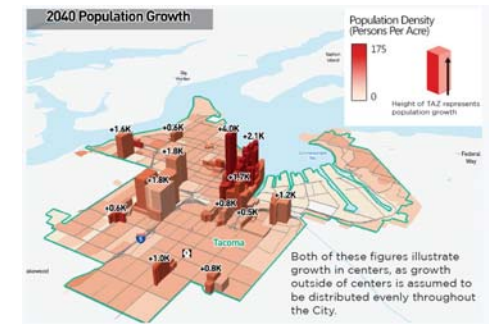 2040 Population Growth
Population Density
(Persons Per Acre)
175
0
Height of TAZ represents
population growth
+1.6K
+0.6K
+4.0K
+2.1K
+1.8K
+1.8K
+1.7K
+1.2K
+0.6K
+0.8K
+0.5K
Federal
Way
Tacoma
+1.0K
+0.8K
Both of these figures illustrate
growth in centers, as growth
outside of centers is assumed to
be distributed evenly throughout
the City.